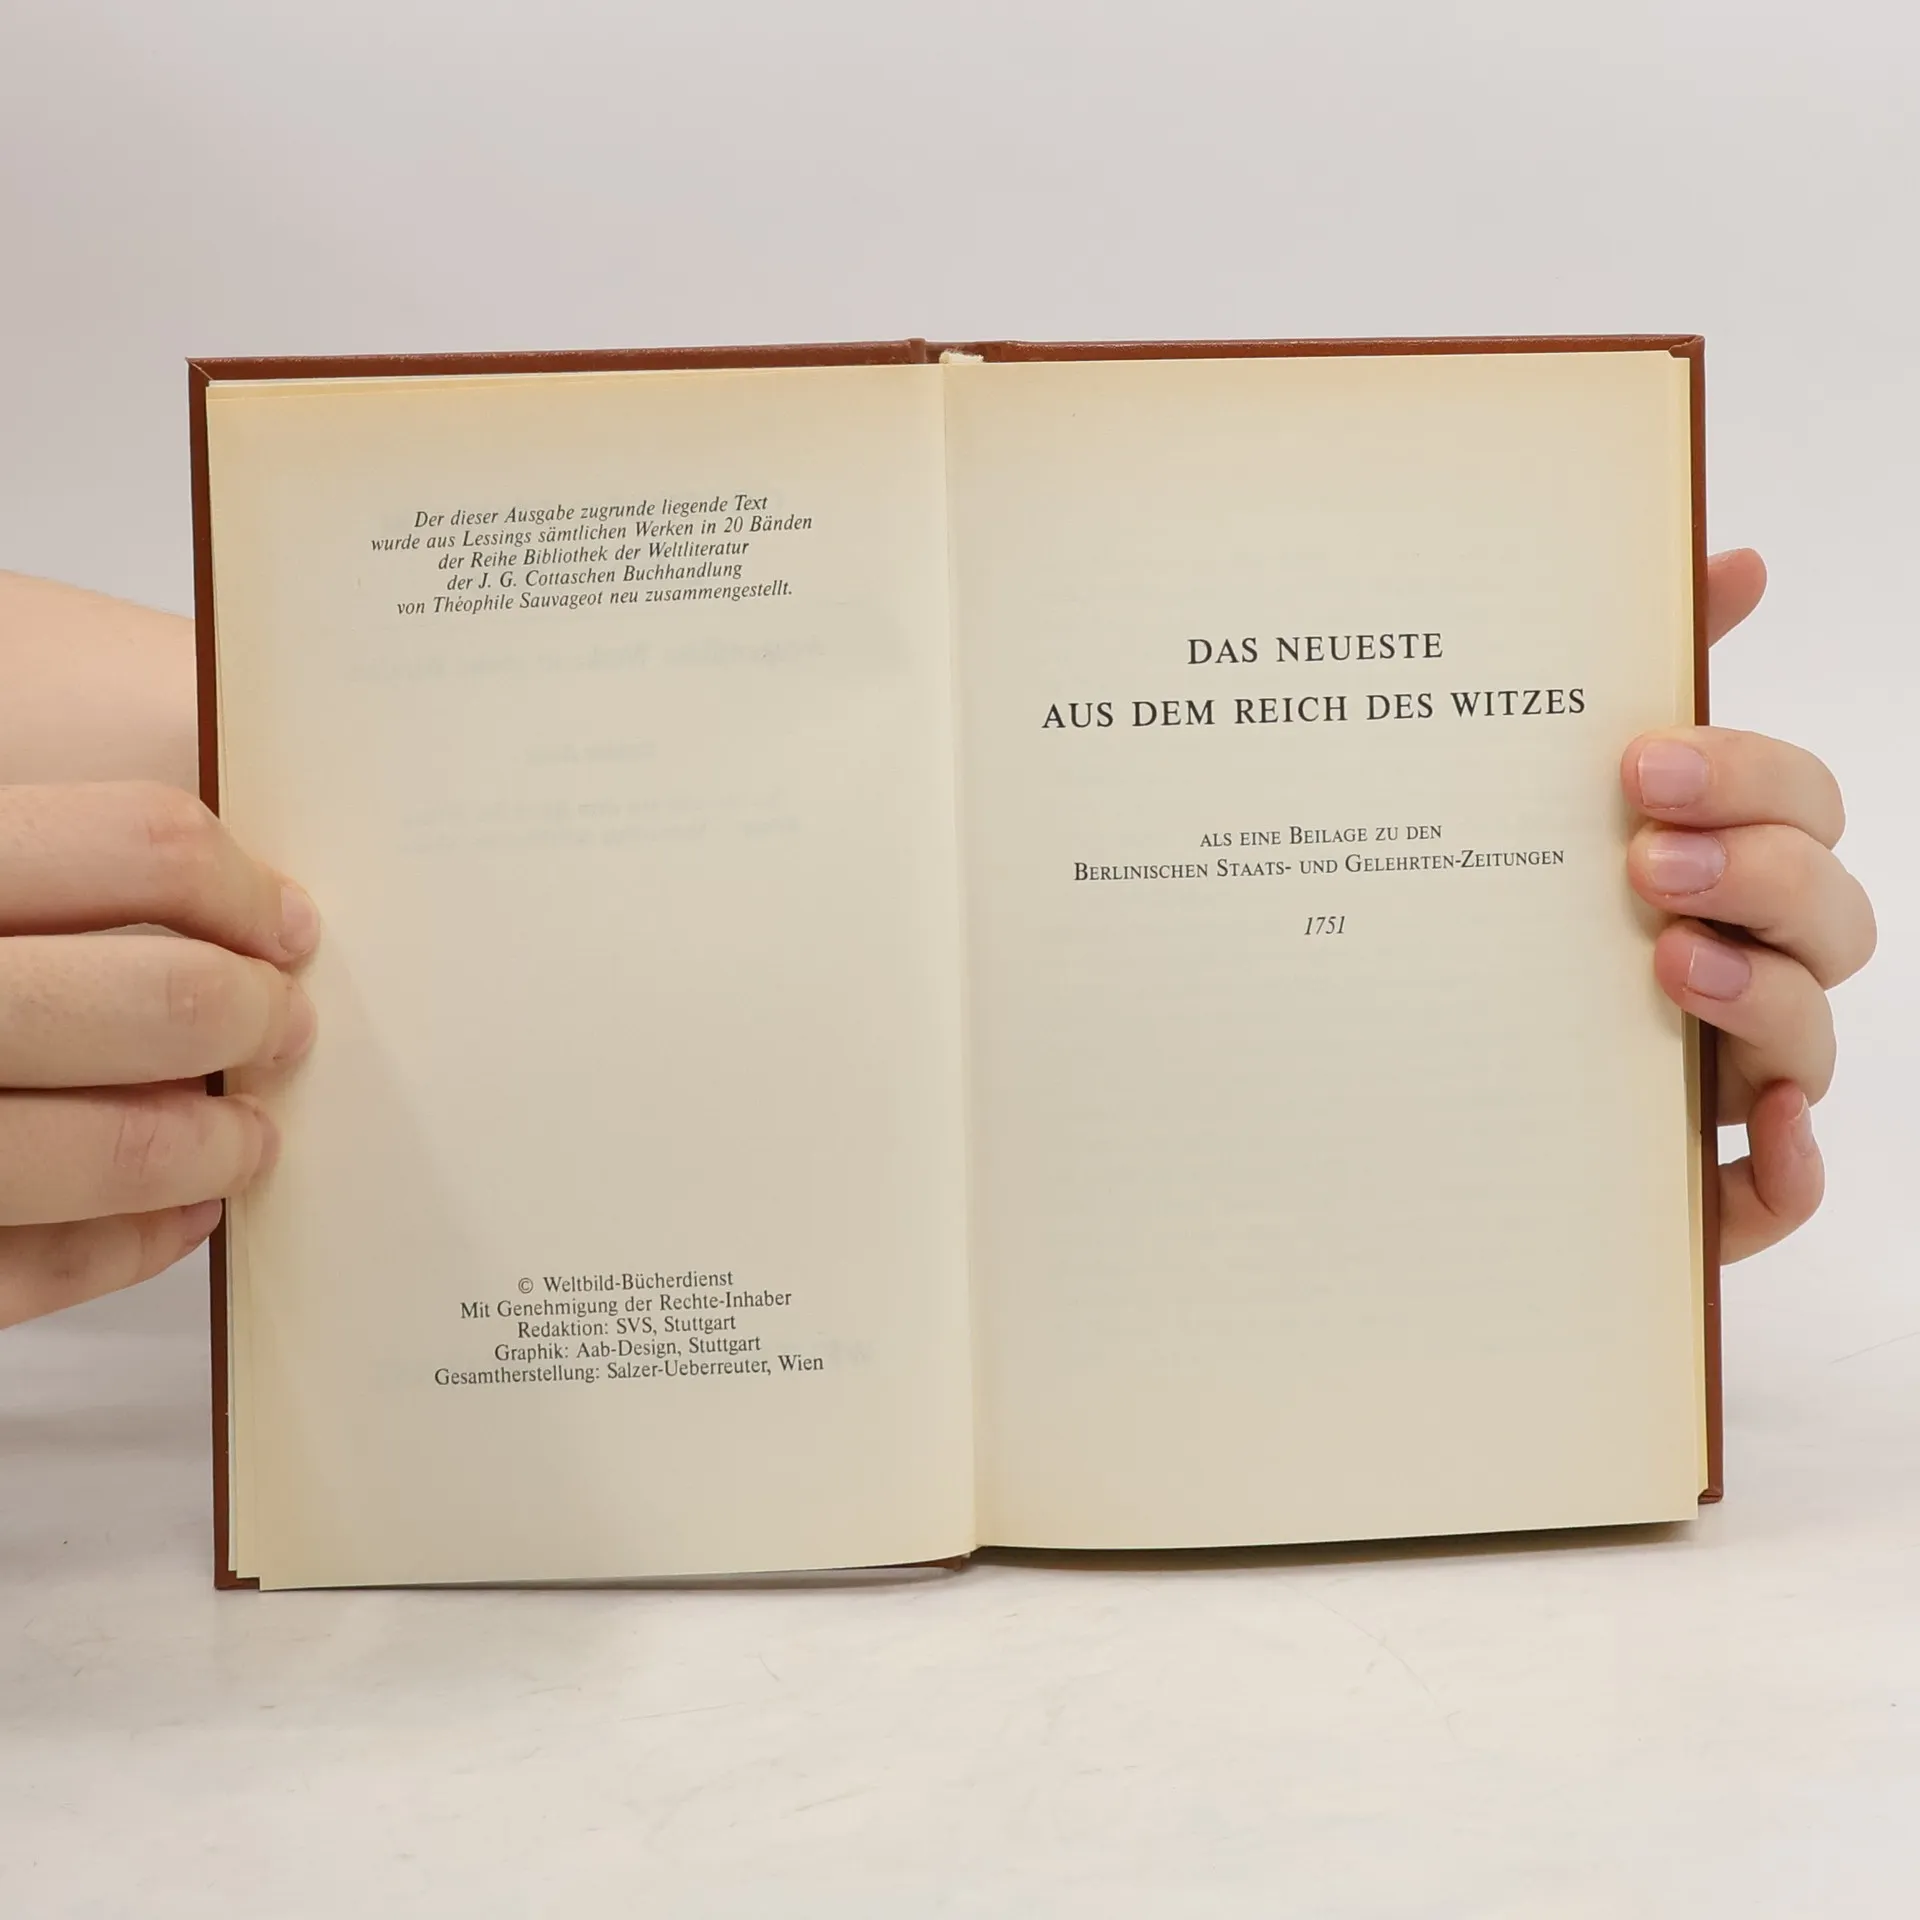 Der dieser Ausgabe zugrunde liegende Text
wurde aus Lessings sämtlichen Werken in 20 Bänden
der Reihe Bibliothek der Weltliteratur
der J. G. Cottaschen Buchhandlung
von Théophile Sauvageot neu zusammengestellt.
© Weltbild-Bücherdienst
Mit Genehmigung der Rechte-Inhaber
Redaktion: SVS, Stuttgart
Graphik: Aab-Design, Stuttgart
Gesamtherstellung: Salzer-Ueberreuter, Wien
DAS NEUESTE
AUS DEM REICH DES WITZES
ALS EINE BEILAGE ZU DEN
BERLINISCHEN STAATS- UND GELEHRTEN-ZEITUNGEN
1751